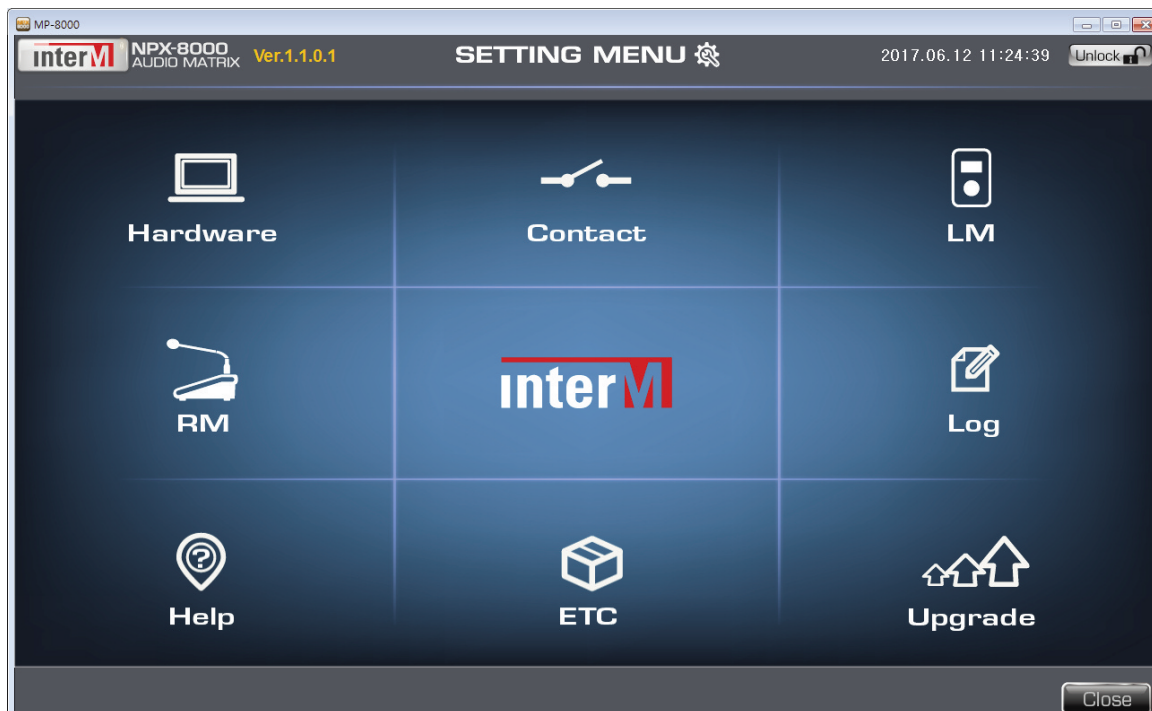 MP-8000
interM NPX-8000 AUDIO MATRIX Ver.1.1.0.1 SETTING MENU 2017.06.12 11:24:39 Unlock
Hardware Contact LM
RM interM Log
?
Help ETC Upgrade
Close